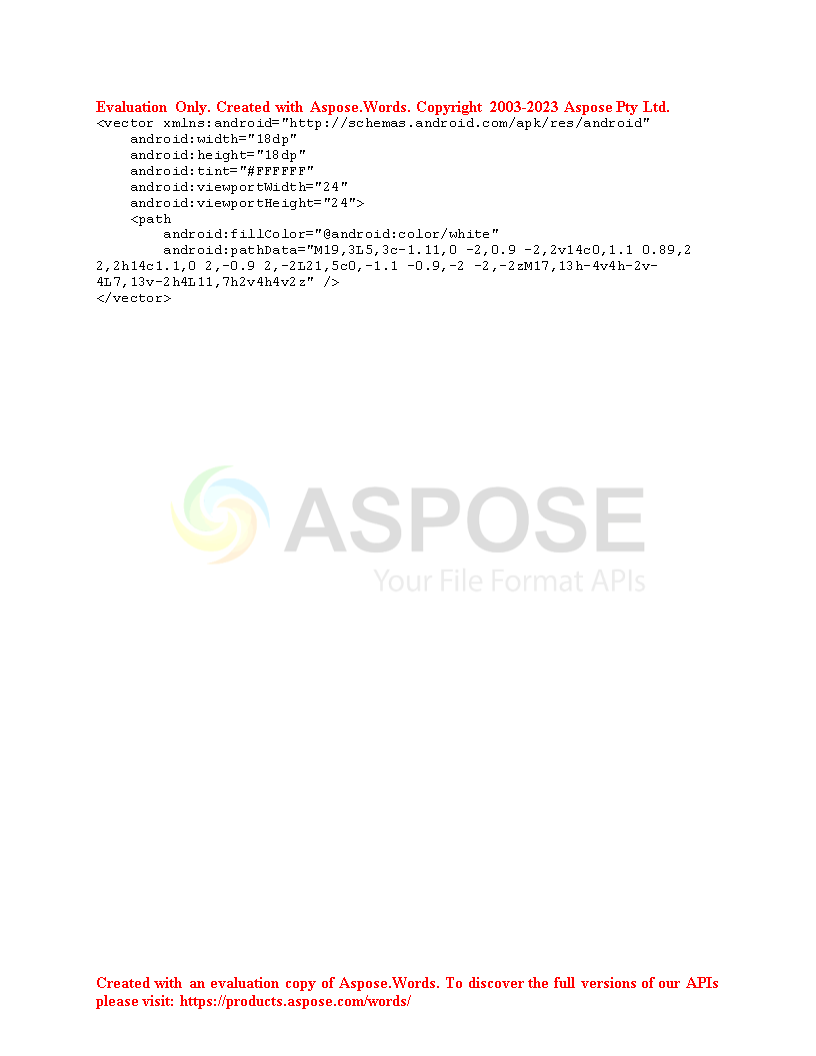 Evaluation Only. Created with Aspose.Words. Copyright 2003-2023 Aspose Pty Ltd.
<vector xmlns:android="http://schemas.android.com/apk/res/android"
    android:width="18dp"
    android:height="18dp"
    android:tint="#FFFFFF"
    android:viewportWidth="24"
    android:viewportHeight="24">
    <path
        android:fillColor="@android:color/white"
        android:pathData="M19,3L5,3c-1.11,0 -2,0.9 -2,2v14c0,1.1 0.89,2
2,2h14c1.1,0 2,-0.9 2,-2L21,5c0,-1.1 -0.9,-2 -2,-2zM17,13h-4v4h-2v-
4L7,13v-2h4L11,7h2v4h4v2z" />
</vector>
ASPOSE
Your File Format APIs
Created with an evaluation copy of Aspose.Words. To discover the full versions of our APIs
please visit: https://products.aspose.com/words/